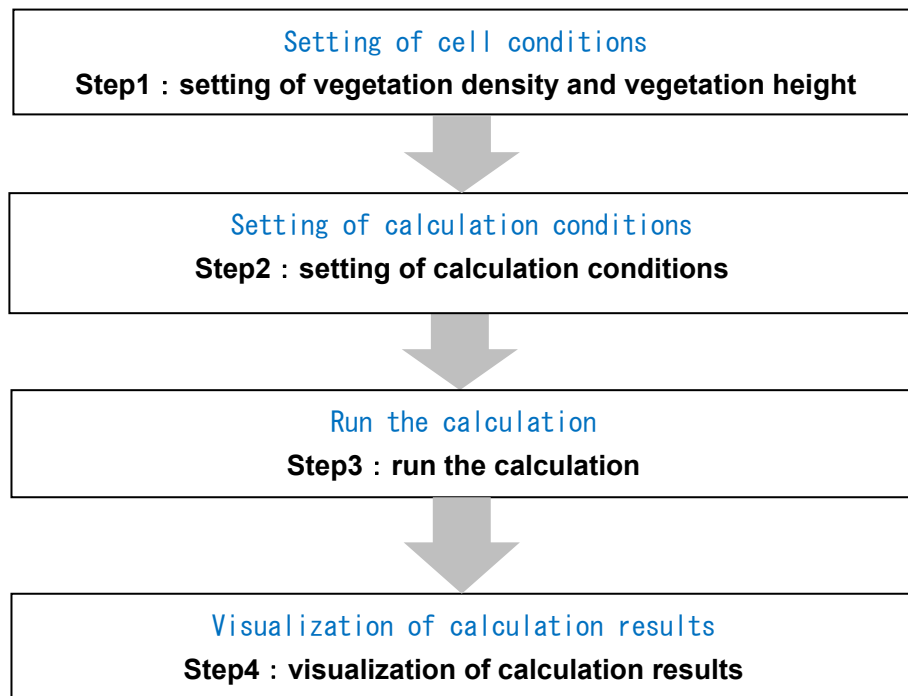 Setting of cell conditions
Step1：setting of vegetation density and vegetation height
Setting of calculation conditions
Step2：setting of calculation conditions
Run the calculation
Step3：run the calculation
Visualization of calculation results
Step4：visualization of calculation results